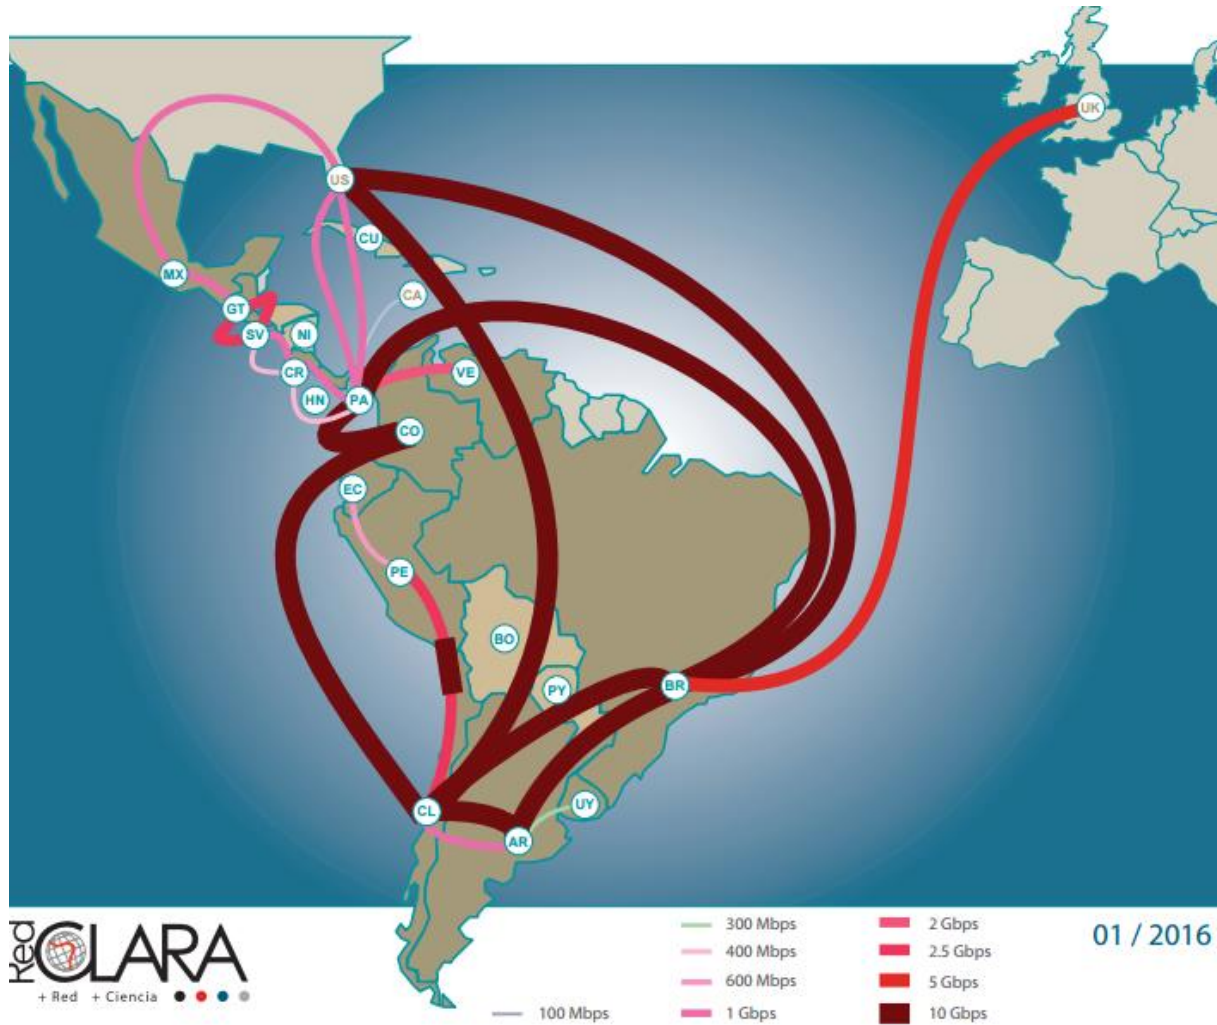 UK
US
CU
MX
CA
GT
SV
NI
CR
VE
HN
PA
CO
EC
PE
BO
PY
BR
CL
UY
AR
Red
CLARA
+ Red + Ciencia
100 Mbps
300 Mbps
400 Mbps
600 Mbps
1 Gbps
2 Gbps
2.5 Gbps
5 Gbps
10 Gbps
01 / 2016